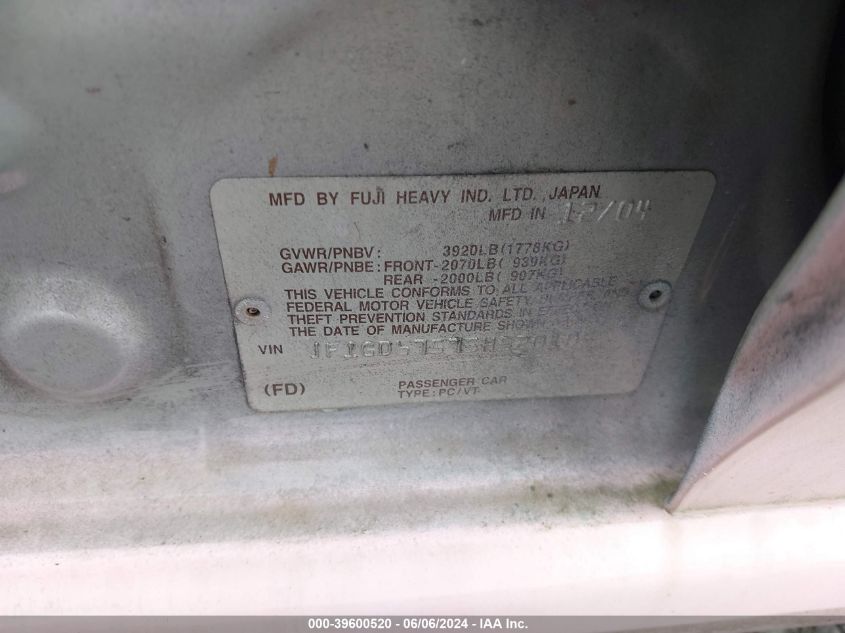 MFD BY FUJI HEAVY IND. LTD. JAPAN
MFD IN 12/04
GVWR/PNBV: 3920LB(1778KG)
GAWR/PNBE: FRONT-2070LB( 939KG)
REAR -2000LB( 907KG)
THIS VEHICLE CONFORMS TO ALL APPLICABLE
FEDERAL MOTOR VEHICLE SAFETY,
THEFT PREVENTION STANDARDS IN
THE DATE OF MANUFACTURE SHOWN
VIN
(FD) PASSENGER CAR
TYPE: PC/VT
000-39600520 - 06/06/2024 - IAA Inc.